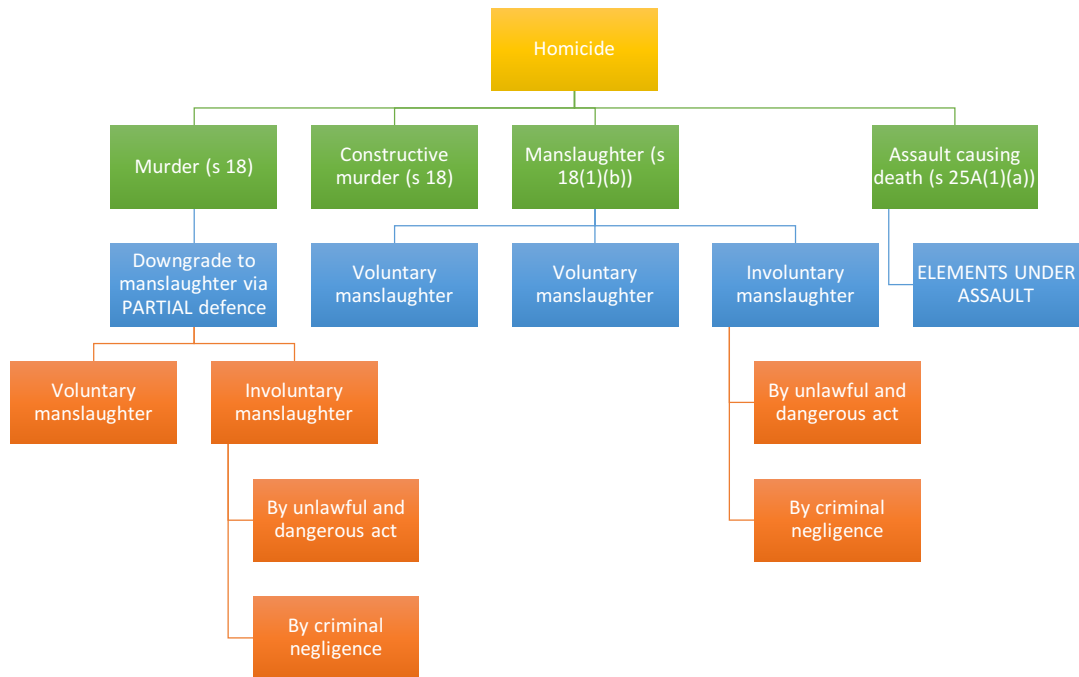 Homicide
Murder (s 18)
Constructive
murder (s 18)
Manslaughter (s
18(1)(b))
Assault causing
death (s 25A(1)(a))
Downgrade to
manslaughter via
PARTIAL defence
Voluntary
manslaughter
Voluntary
manslaughter
Involuntary
manslaughter
ELEMENTS UNDER
ASSAULT
Voluntary
manslaughter
Involuntary
manslaughter
By unlawful and
dangerous act
By unlawful and
dangerous act
By criminal
negligence
By criminal
negligence